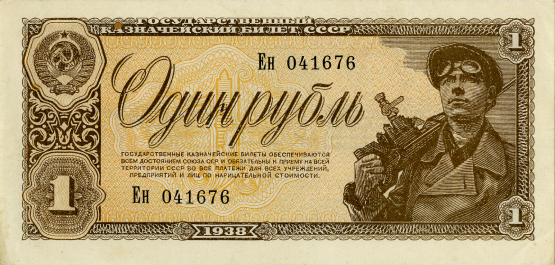 ГОСУДАРСТВЕННЫЙ
КАЗНАЧЕЙСКИЙ БИЛЕТ СССР
1
Ен 041676
Один рубль
ГОСУДАРСТВЕННЫЕ КАЗНАЧЕЙСКИЕ БИЛЕТЫ ОБЕСПЕЧИВАЮТСЯ
ВСЕМ ДОСТОЯНИЕМ СОЮЗА ССР И ОБЯЗАТЕЛЬНЫ К ПРИЕМУ НА ВСЕЙ
ТЕРРИТОРИИ СССР ВО ВСЕ ПЛАТЕЖИ ДЛЯ ВСЕХ УЧРЕЖДЕНИЙ,
ПРЕДПРИЯТИЙ И ЛИЦ ПО НАРИЦАТЕЛЬНОЙ СТОИМОСТИ.
Ен 041676
1
1
1938